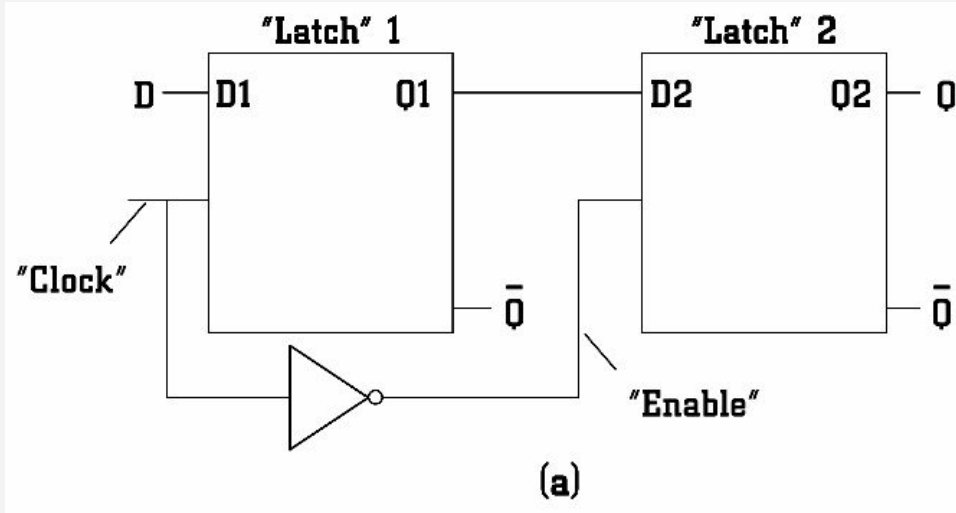 "Latch" 1
"Latch" 2
D
D1
Q1
D2
Q2
Q
"Clock"
Q̅
Q̅
"Enable"
(a)